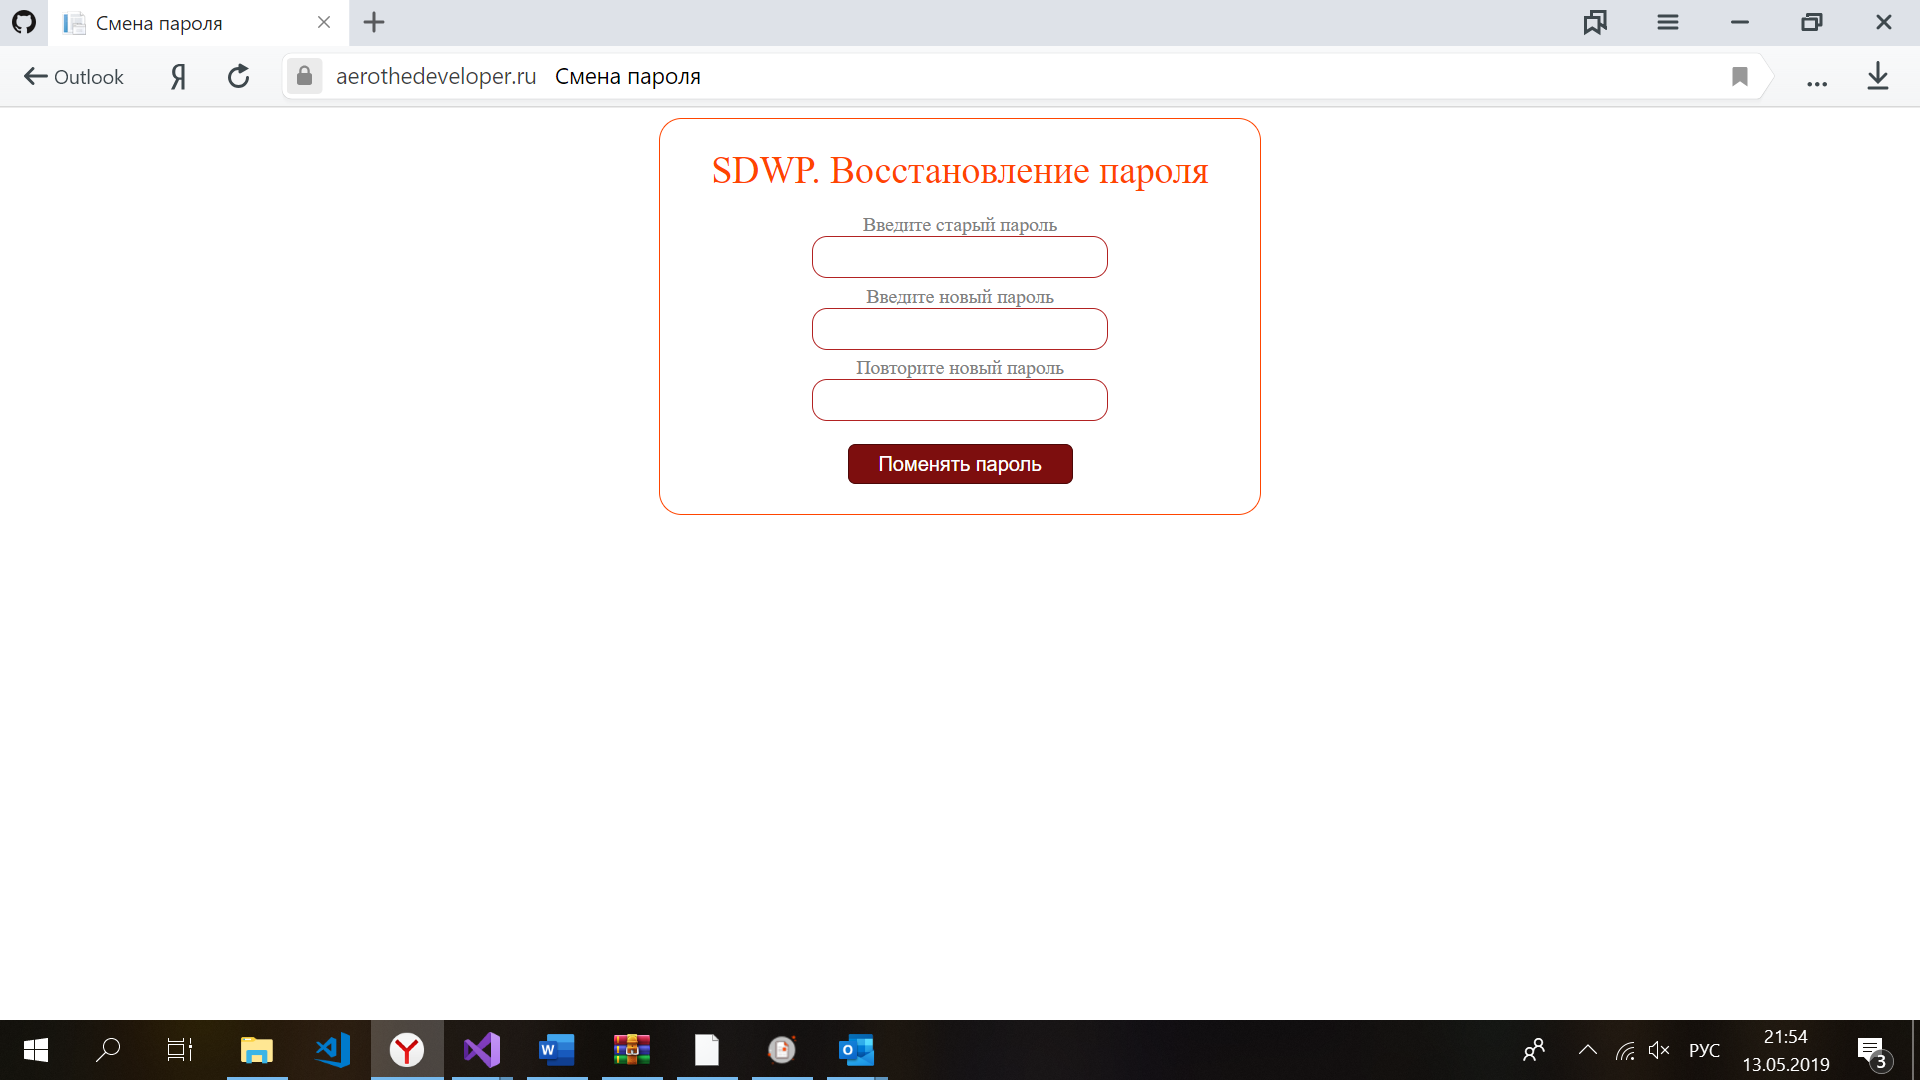 Смена пароля
Outlook
Я
aerothedeveloper.ru Смена пароля
SDWP. Восстановление пароля
Введите старый пароль
Введите новый пароль
Повторите новый пароль
Поменять пароль
РУС
21:54
13.05.2019
3